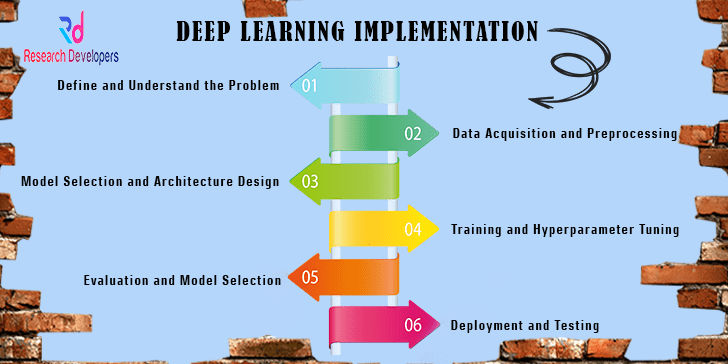 Rd
Research Developers
DEEP LEARNING IMPLEMENTATION
Define and Understand the Problem 01
02 Data Acquisition and Preprocessing
Model Selection and Architecture Design 03
04 Training and Hyperparameter Tuning
Evaluation and Model Selection 05
06 Deployment and Testing